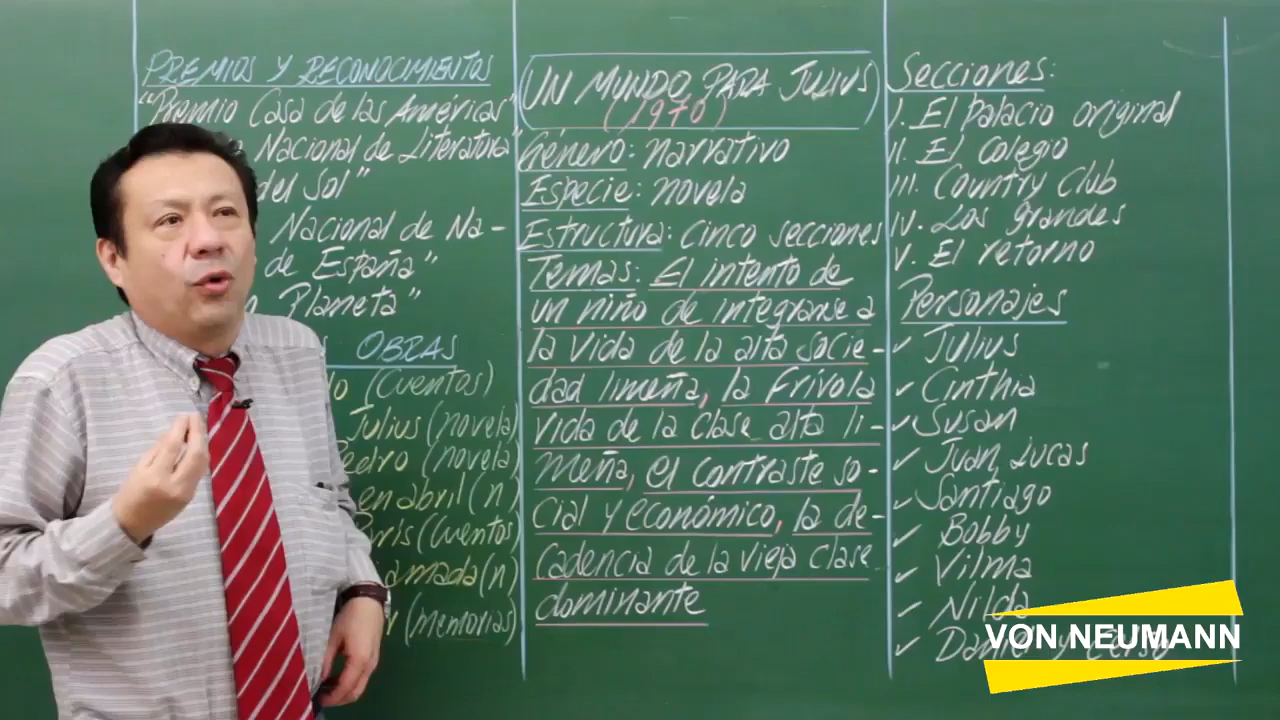 PREMIOS Y RECONOCIMIENTOS
"Premio Casa de las Américas"
Nacional de Literatura"
del Sol"
Nacional de Na-
de España"
Planeta"
OBRAS
(Cuentos)
Julius (novela)
(novela)
en abril (n)
(Cuentos)
(n)
(Memorias)
UN MUNDO PARA JULIUS
(1970)
Género: narrativo
Especie: novela
Estructura: cinco secciones
Temas: El intento de
un niño de integrarse a
la vida de la alta socie-
dad limeña, la frívola
vida de la clase alta li-
meña, el contraste so-
cial y económico, la de-
cadencia de la vieja clase
dominante
Secciones:
I. El palacio original
II. El colegio
III. Country Club
IV. Los grandes
V. El retorno
Personajes
✓ Julius
✓ Cinthia
✓ Susan
✓ Juan Lucas
✓ Santiago
✓ Bobby
✓ Vilma
✓ Nilda
✓ y
VON NEUMANN